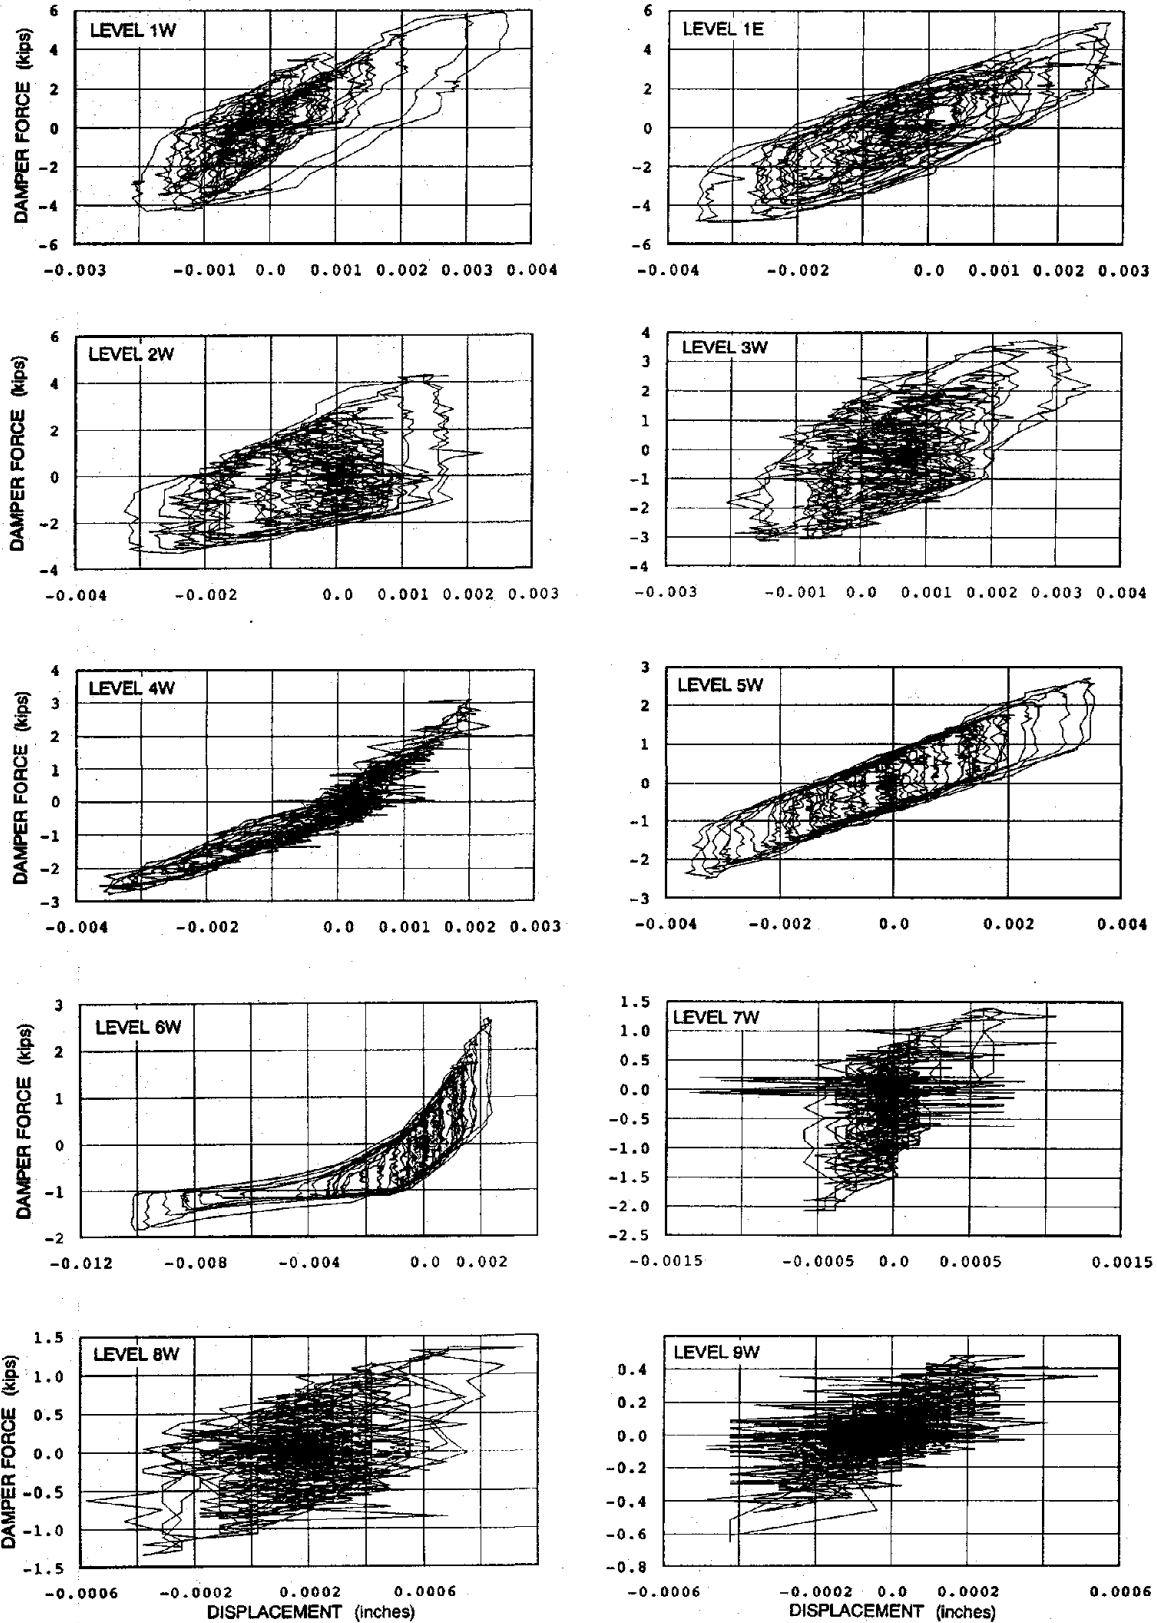 LEVEL 1W
DAMPER FORCE (kips)
6
4
2
0
-2
-4
-6
-0.003 -0.001 0.0 0.001 0.002 0.003 0.004
LEVEL 1E
6
4
2
0
-2
-4
-6
-0.004 -0.002 0.0 0.001 0.002 0.003
LEVEL 2W
DAMPER FORCE (kips)
6
4
2
0
-2
-4
-0.004 -0.002 0.0 0.001 0.002 0.003
LEVEL 3W
4
3
2
1
0
-1
-2
-3
-4
-0.003 -0.001 0.0 0.001 0.002 0.003 0.004
LEVEL 4W
DAMPER FORCE (kips)
4
3
2
1
0
-1
-2
-3
-0.004 -0.002 0.0 0.001 0.002 0.003
LEVEL 5W
3
2
1
0
-1
-2
-3
-0.004 -0.002 0.0 0.002 0.004
LEVEL 6W
DAMPER FORCE (kips)
3
2
1
0
-1
-2
-0.012 -0.008 -0.004 0.0 0.002
LEVEL 7W
1.5
1.0
0.5
0.0
-0.5
-1.0
-1.5
-2.0
-2.5
-0.0015 -0.0005 0.0 0.0005 0.0015
LEVEL 8W
DAMPER FORCE (kips)
1.5
1.0
0.5
0.0
-0.5
-1.0
-1.5
-0.0006 -0.0002 0.0002 0.0006
DISPLACEMENT (inches)
LEVEL 9W
0.4
0.2
0.0
-0.2
-0.4
-0.6
-0.8
-0.0006 -0.0002 0.0 0.0002 0.0006
DISPLACEMENT (inches)